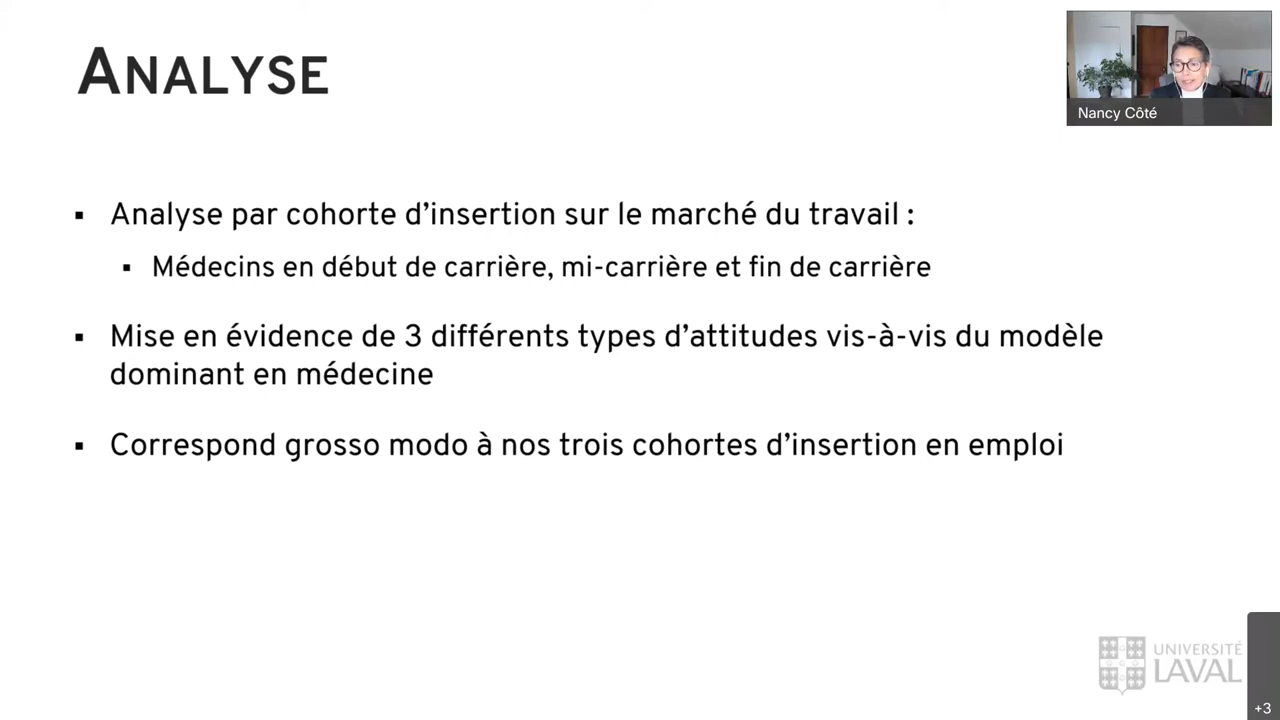 ANALYSE
Nancy Côté
▪ Analyse par cohorte d’insertion sur le marché du travail :
▪ Médecins en début de carrière, mi-carrière et fin de carrière
▪ Mise en évidence de 3 différents types d’attitudes vis-à-vis du modèle
dominant en médecine
▪ Correspond grosso modo à nos trois cohortes d’insertion en emploi
UNIVERSITÉ
LAVAL
+3